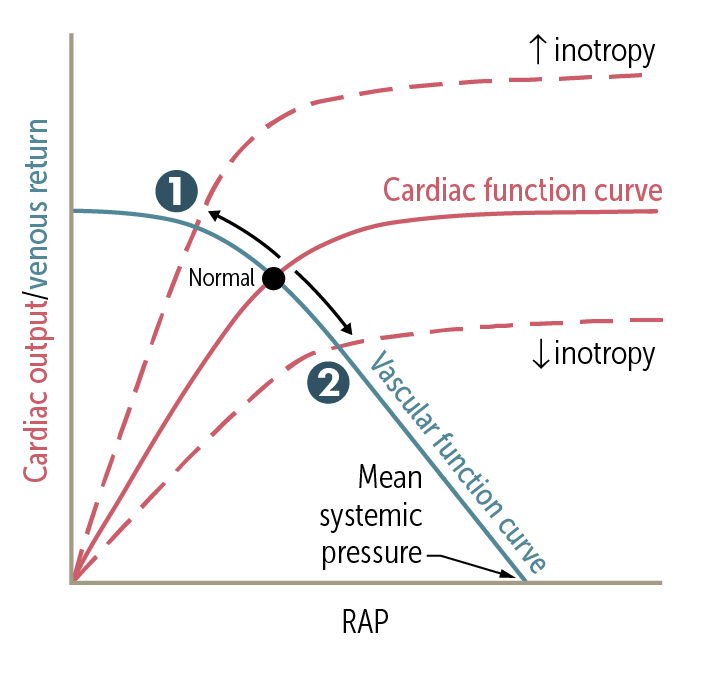 ↑ inotropy
Cardiac output/venous return
1
Cardiac function curve
Normal
↓ inotropy
2
Vascular function curve
Mean
systemic
pressure
RAP